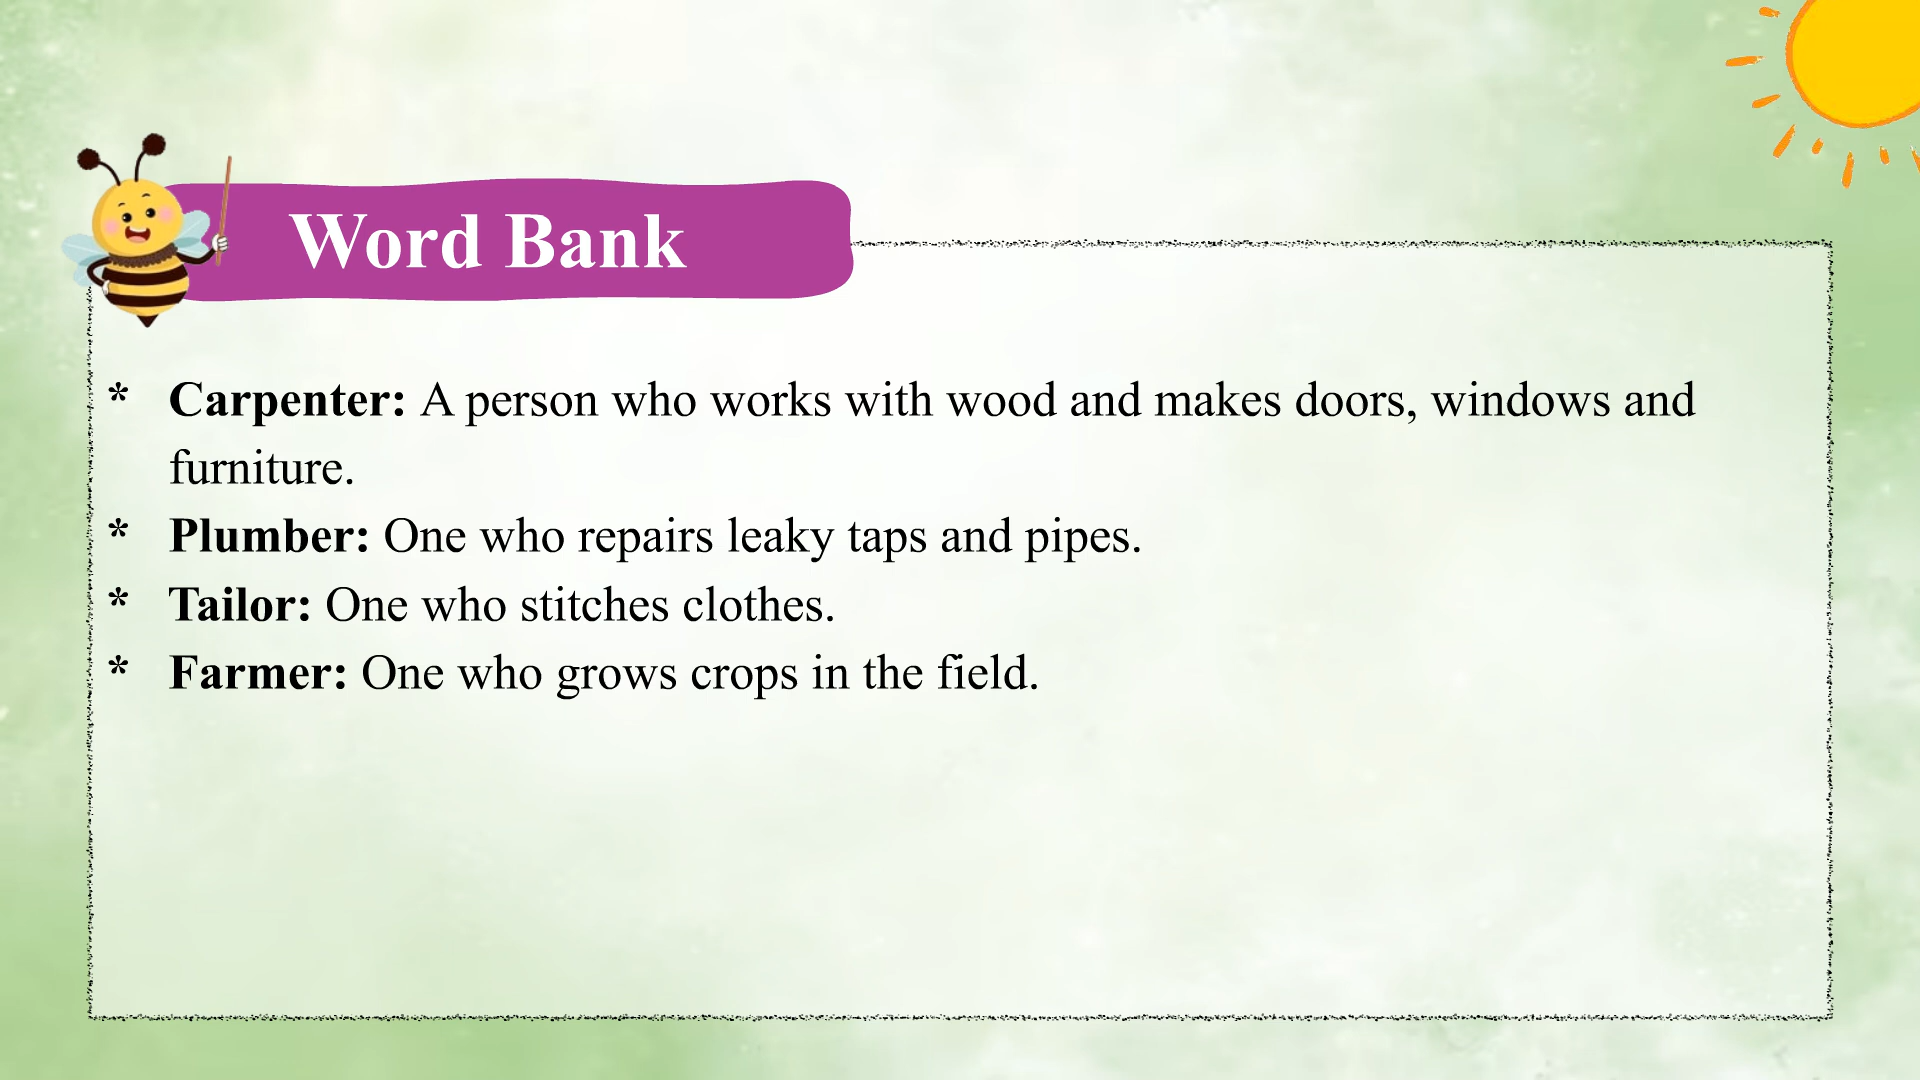 Word Bank
* Carpenter: A person who works with wood and makes doors, windows and
furniture.
* Plumber: One who repairs leaky taps and pipes.
* Tailor: One who stitches clothes.
* Farmer: One who grows crops in the field.